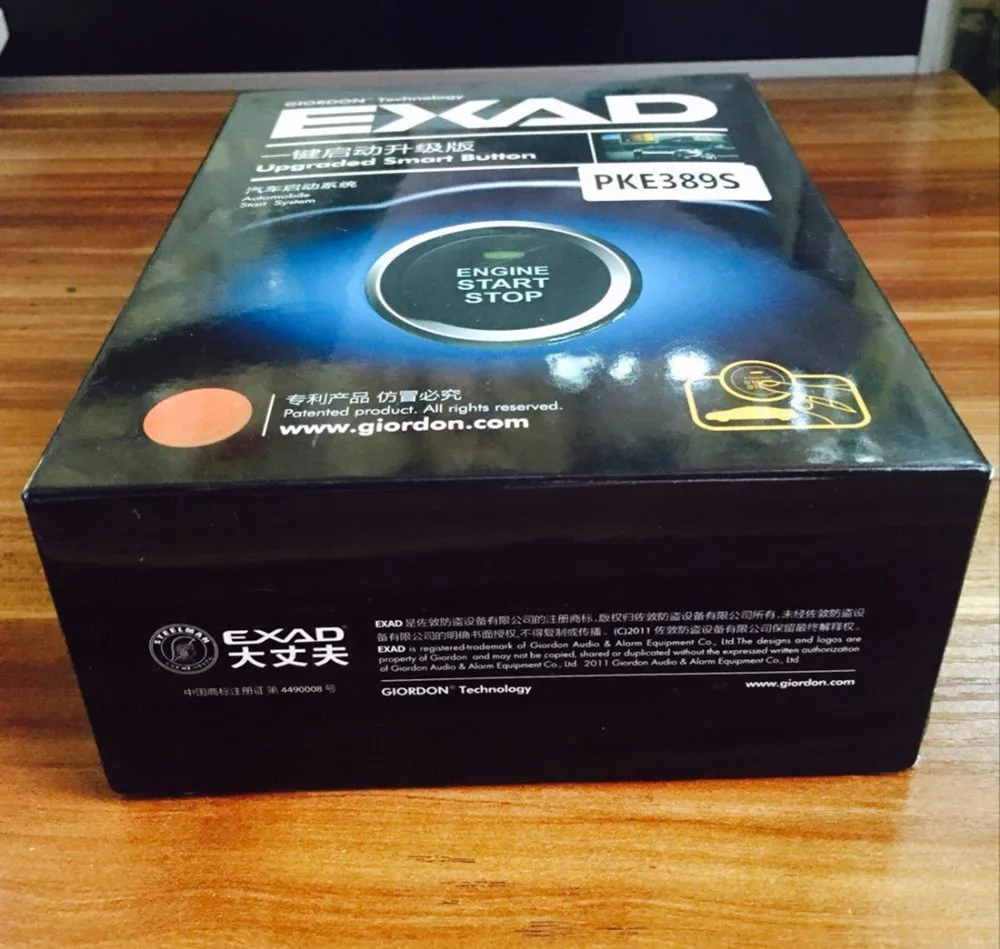 GIORDON™ Technology
EXAD
一键启动升级版
Upgraded Smart Button
汽车启动系统
Automobile
Start System
PKE389S
ENGINE
START
STOP
专利产品 仿冒必究
Patented product. All rights reserved.
www.giordon.com
STEELMAN
EXAD®
大丈夫
中国商标注册证 第 4490008 号
EXAD 是佐敦防盗设备有限公司的注册商标，版权归佐敦防盗设备有限公司所有，未经佐敦防盗设
备有限公司的明确书面授权，不得复制或传播。(C)2011 佐敦防盗设备有限公司保留最终解释权。
EXAD is registered-trademark of Giordon Audio & Alarm Equipment Co., Ltd.The designs and logo are
property of Giordon and may not be copied, shared or duplicated without the expressed written authorization
of Giordon Audio & Alarm Equipment Co., Ltd. 2011 Giordon Audio & Alarm Equipment Co., Ltd.
GIORDON® Technology
www.giordon.com